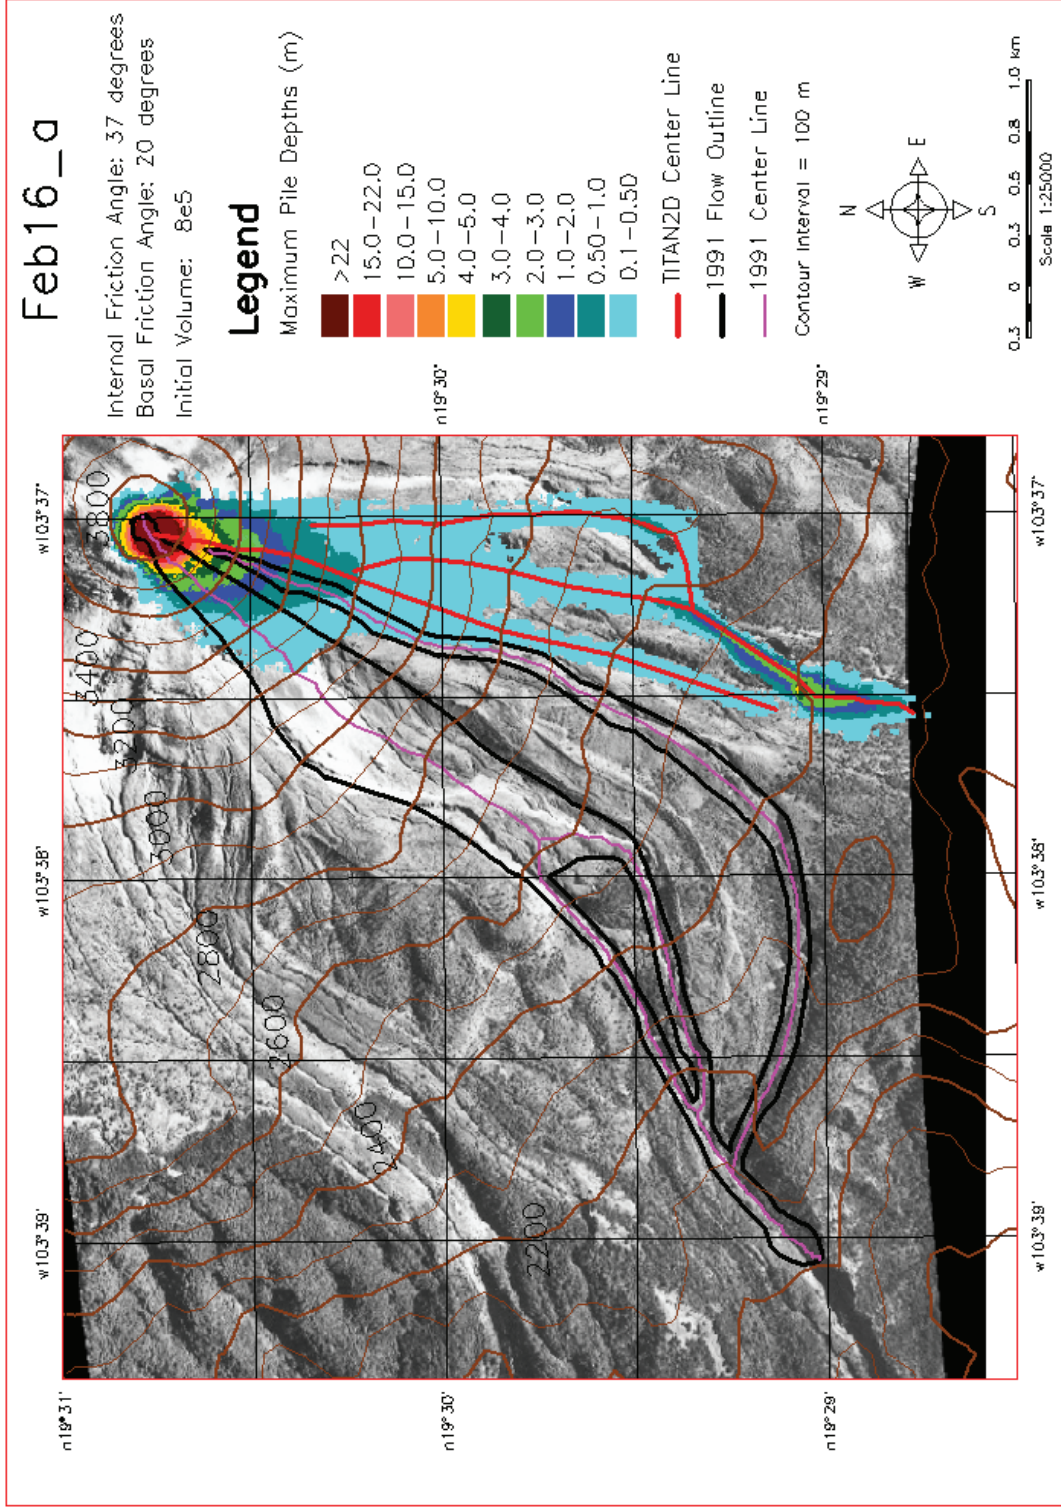 Feb16_a
Internal Friction Angle: 37 degrees
Basal Friction Angle: 20 degrees
Initial Volume: 8e5
Legend
Maximum Pile Depths (m)
>22
15.0-22.0
10.0-15.0
5.0-10.0
4.0-5.0
3.0-4.0
2.0-3.0
1.0-2.0
0.50-1.0
0.1-0.50
TITAN2D Center Line
1991 Flow Outline
1991 Center Line
Contour Interval = 100 m
N
W
E
S
0.3 0 0.3 0.5 0.8 1.0 km
Scale 1:25000
w103°39'
w103°38'
w103°37'
n19°31'
n19°30'
n19°29'
n19°30'
n19°29'
w103°39'
w103°38'
w103°37'
3800
3400
3200
3000
2800
2600
2400
2200